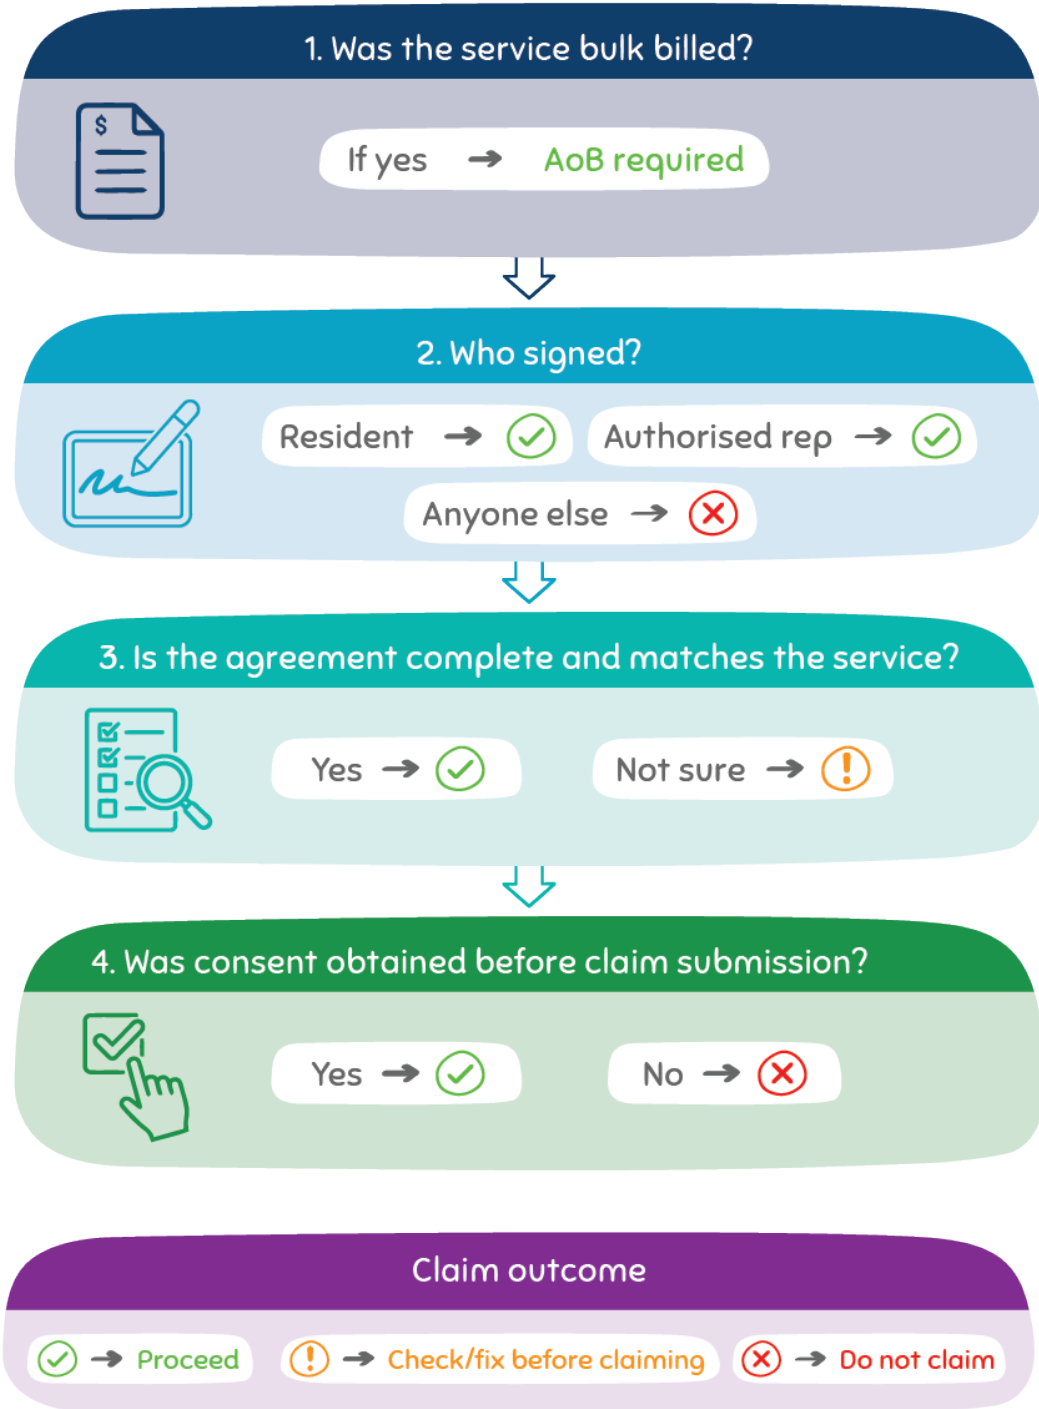 1. Was the service bulk billed?
$
If yes → AoB required
2. Who signed?
Resident →
Authorised rep →
Anyone else →
3. Is the agreement complete and matches the service?
Yes →
Not sure → !
4. Was consent obtained before claim submission?
Yes →
No →
Claim outcome
→ Proceed
! → Check/fix before claiming
→ Do not claim